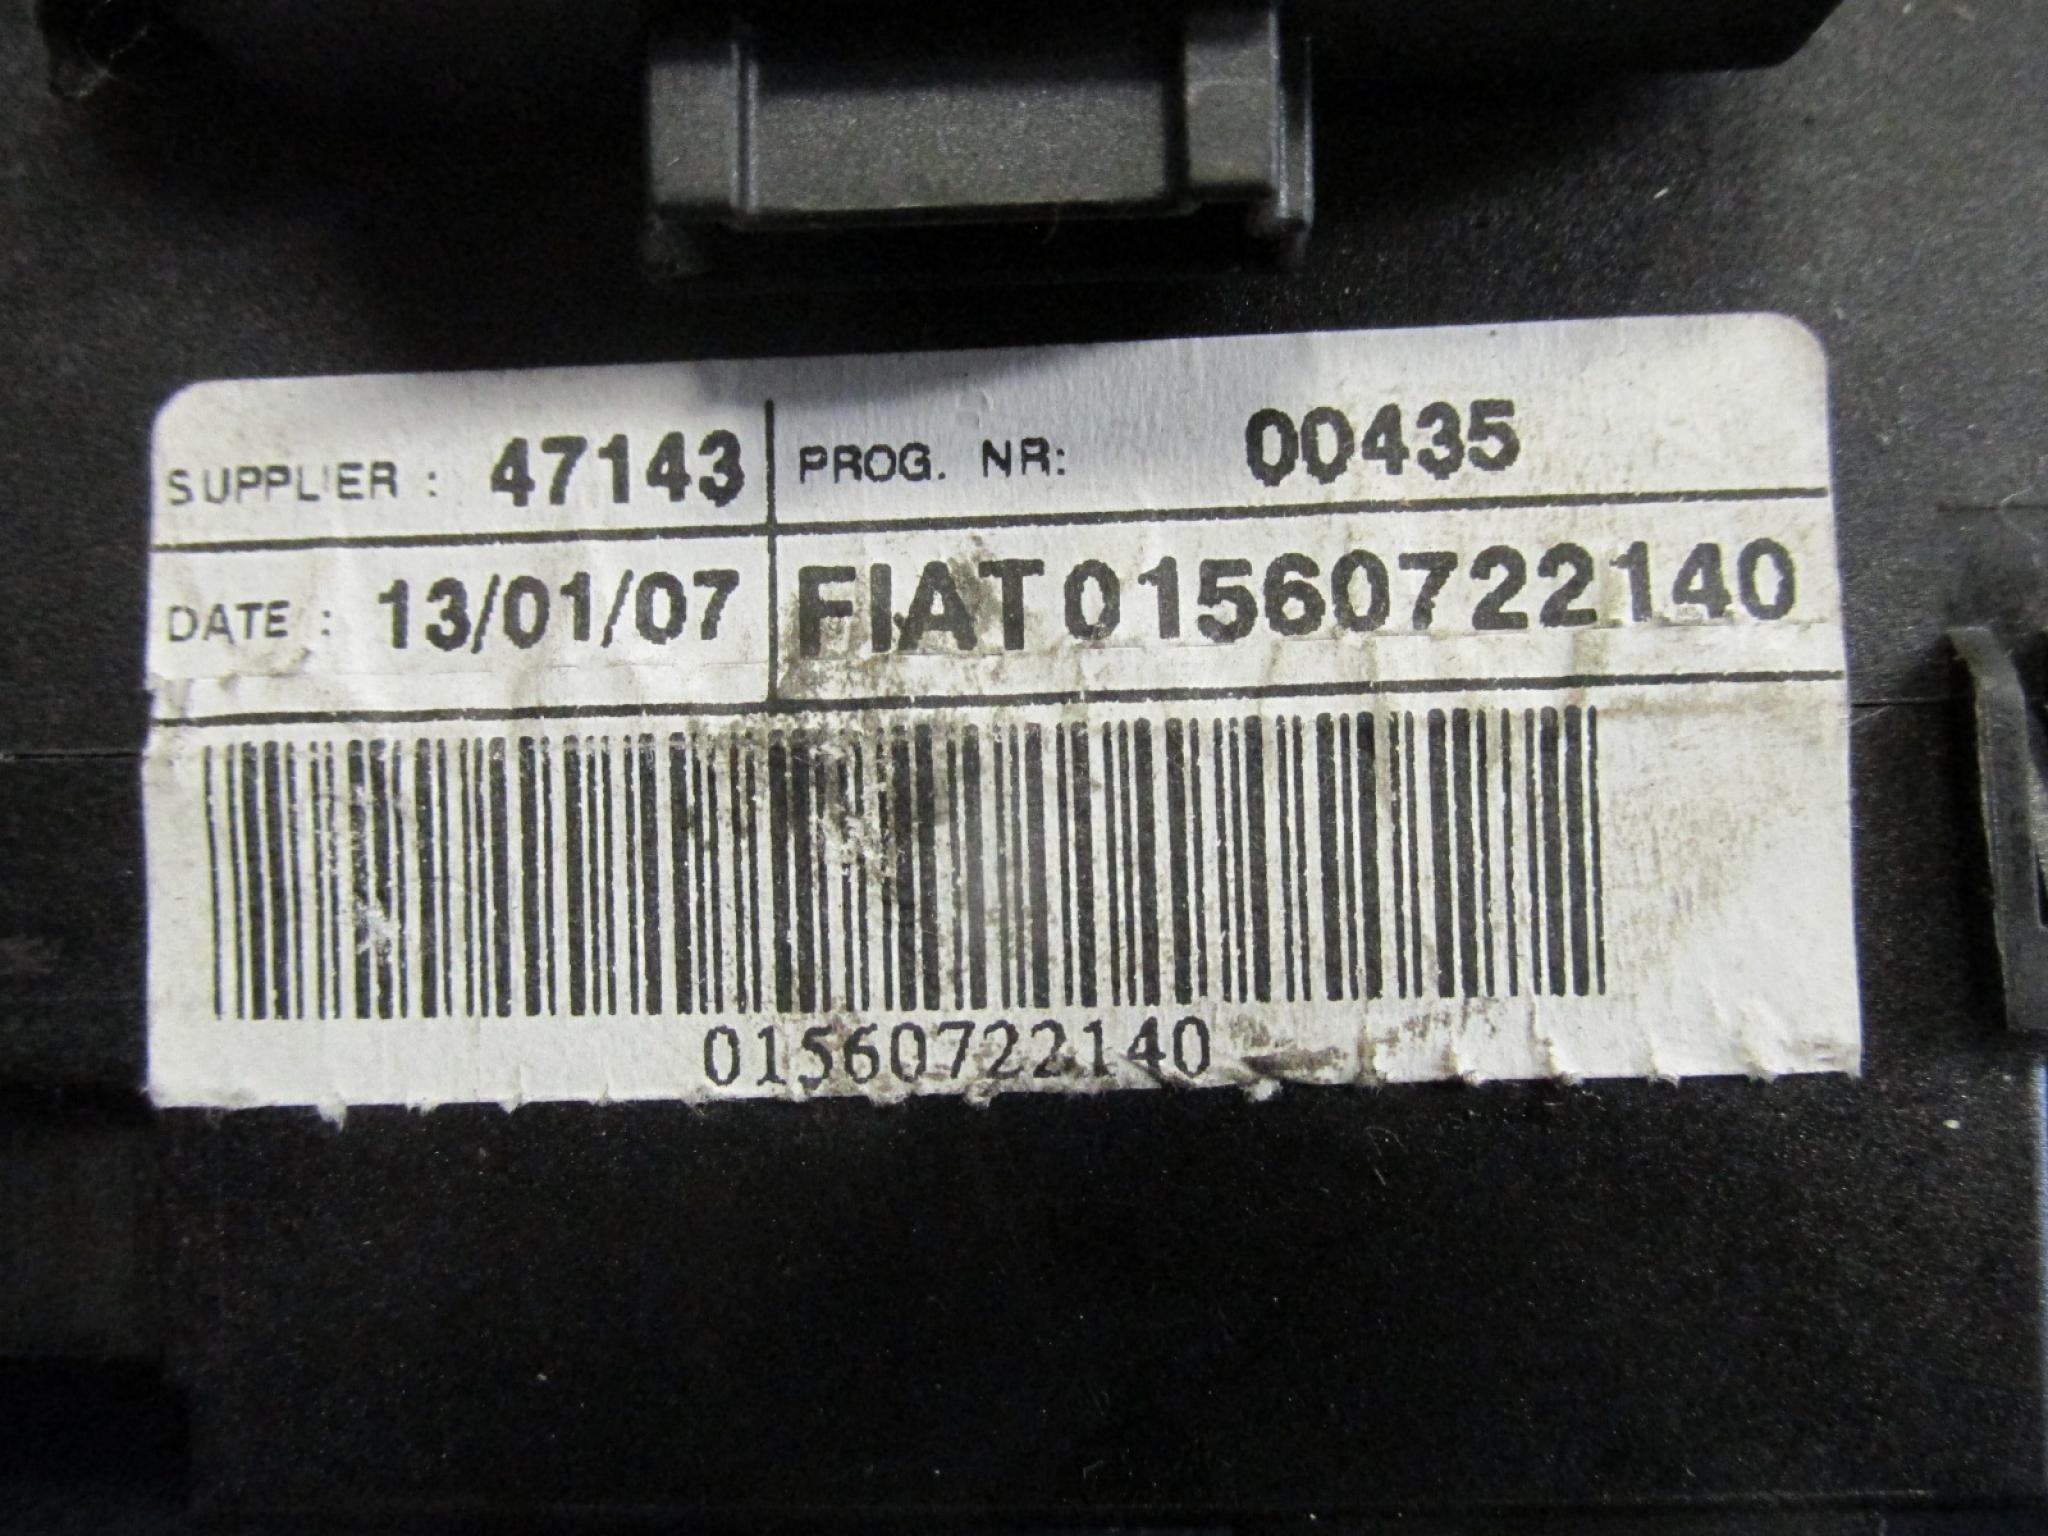 SUPPLIER : 47143 PROG. NR: 00435
DATE : 13/01/07 FIAT 01560722140
01560722140